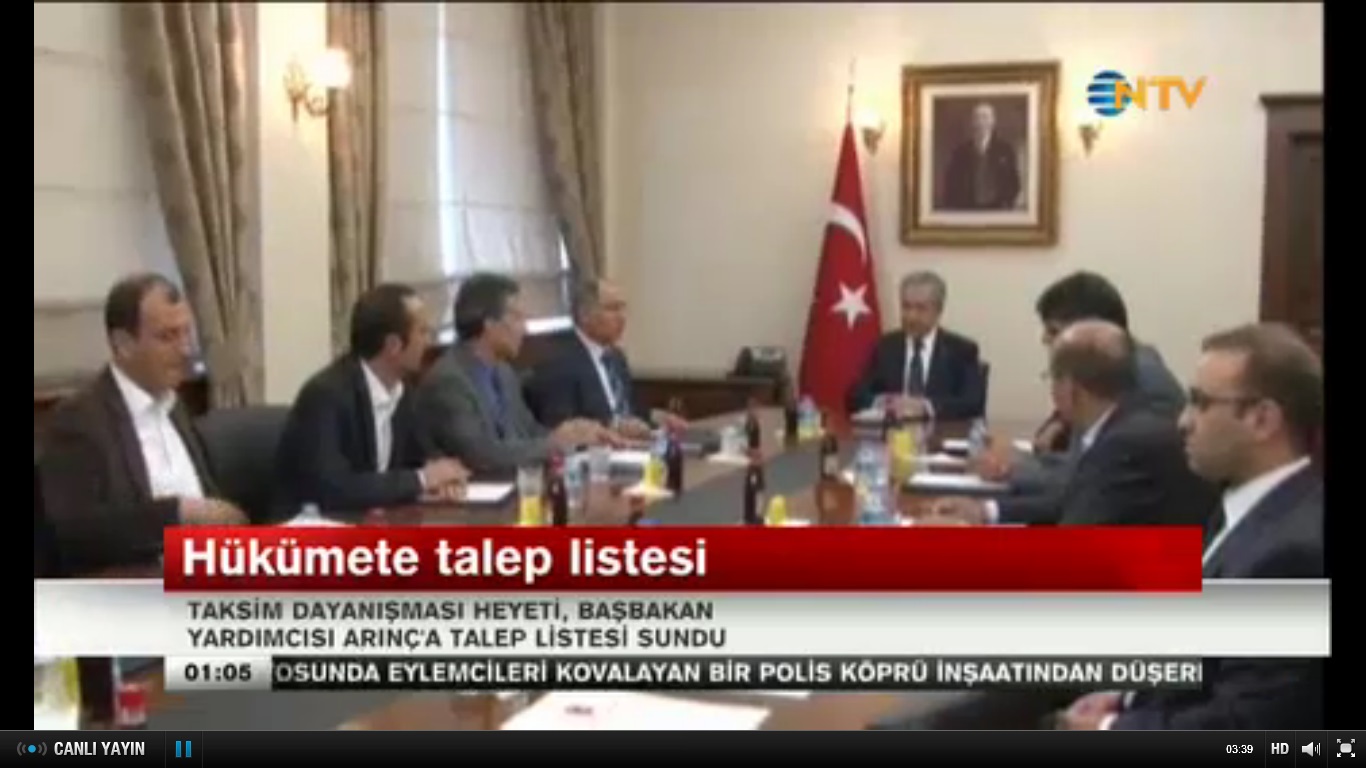 NTV
Hükümete talep listesi
TAKSİM DAYANIŞMASI HEYETİ, BAŞBAKAN
YARDIMCISI ARINÇ'A TALEP LİSTESİ SUNDU
01:05 OSUNDA EYLEMCİLERİ KOVALAYAN BİR POLİS KÖPRÜ İNŞAATINDAN DÜŞERE
CANLI YAYIN 03:39 HD